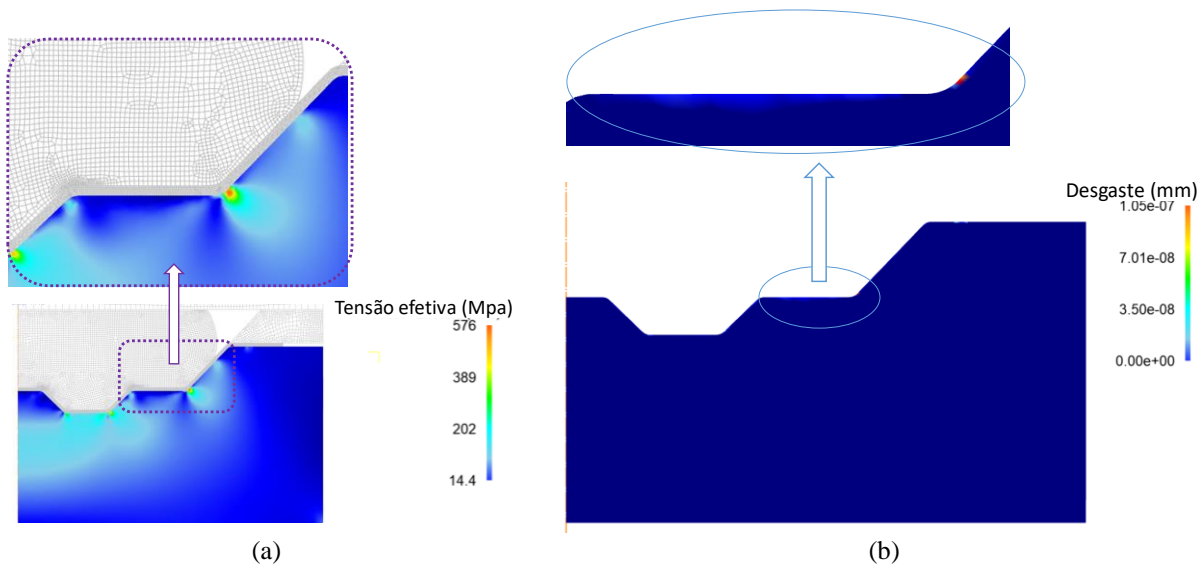 Tensão efetiva (Mpa)
576
389
202
14.4
(a)
Desgaste (mm)
1.05e-07
7.01e-08
3.50e-08
0.00e+00
(b)